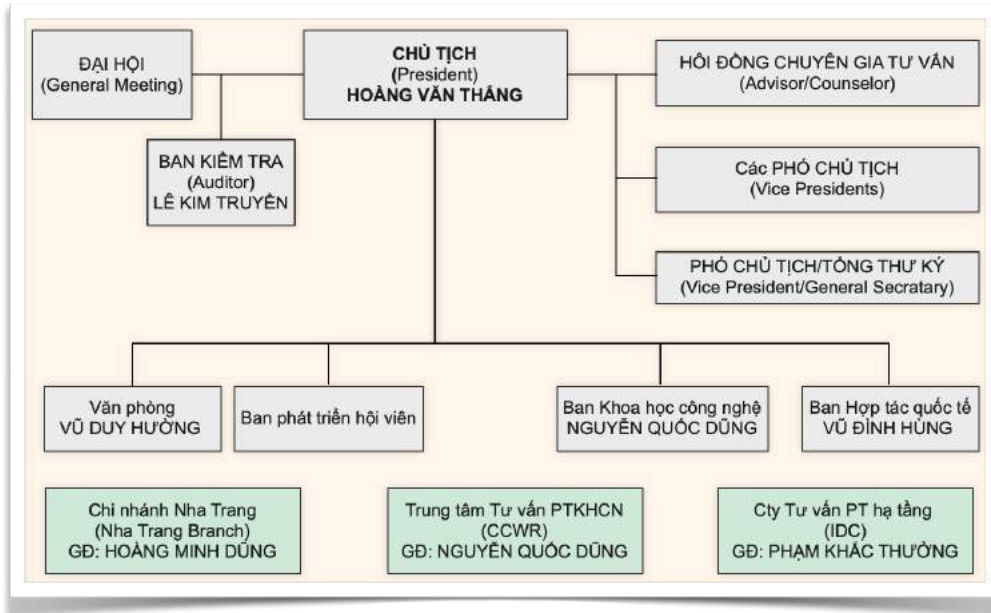 ĐẠI HỘI
(General Meeting)
CHỦ TỊCH
(President)
HOÀNG VĂN THẮNG
HÔI ĐỒNG CHUYÊN GIA TƯ VẤN
(Advisor/Counselor)
BAN KIỂM TRA
(Auditor)
LÊ KIM TRUYỀN
Các PHÓ CHỦ TỊCH
(Vice Presidents)
PHÓ CHỦ TỊCH/TỔNG THƯ KÝ
(Vice President/General Secratary)
Văn phòng
VŨ DUY HƯỜNG
Ban phát triển hội viên
Ban Khoa học công nghệ
NGUYỄN QUỐC DŨNG
Ban Hợp tác quốc tế
VŨ ĐÌNH HÙNG
Chi nhánh Nha Trang
(Nha Trang Branch)
GĐ: HOÀNG MINH DŨNG
Trung tâm Tư vấn PTKHCN
(CCWR)
GĐ: NGUYỄN QUỐC DŨNG
Cty Tư vấn PT hạ tầng
(IDC)
GĐ: PHẠM KHẮC THƯỞNG